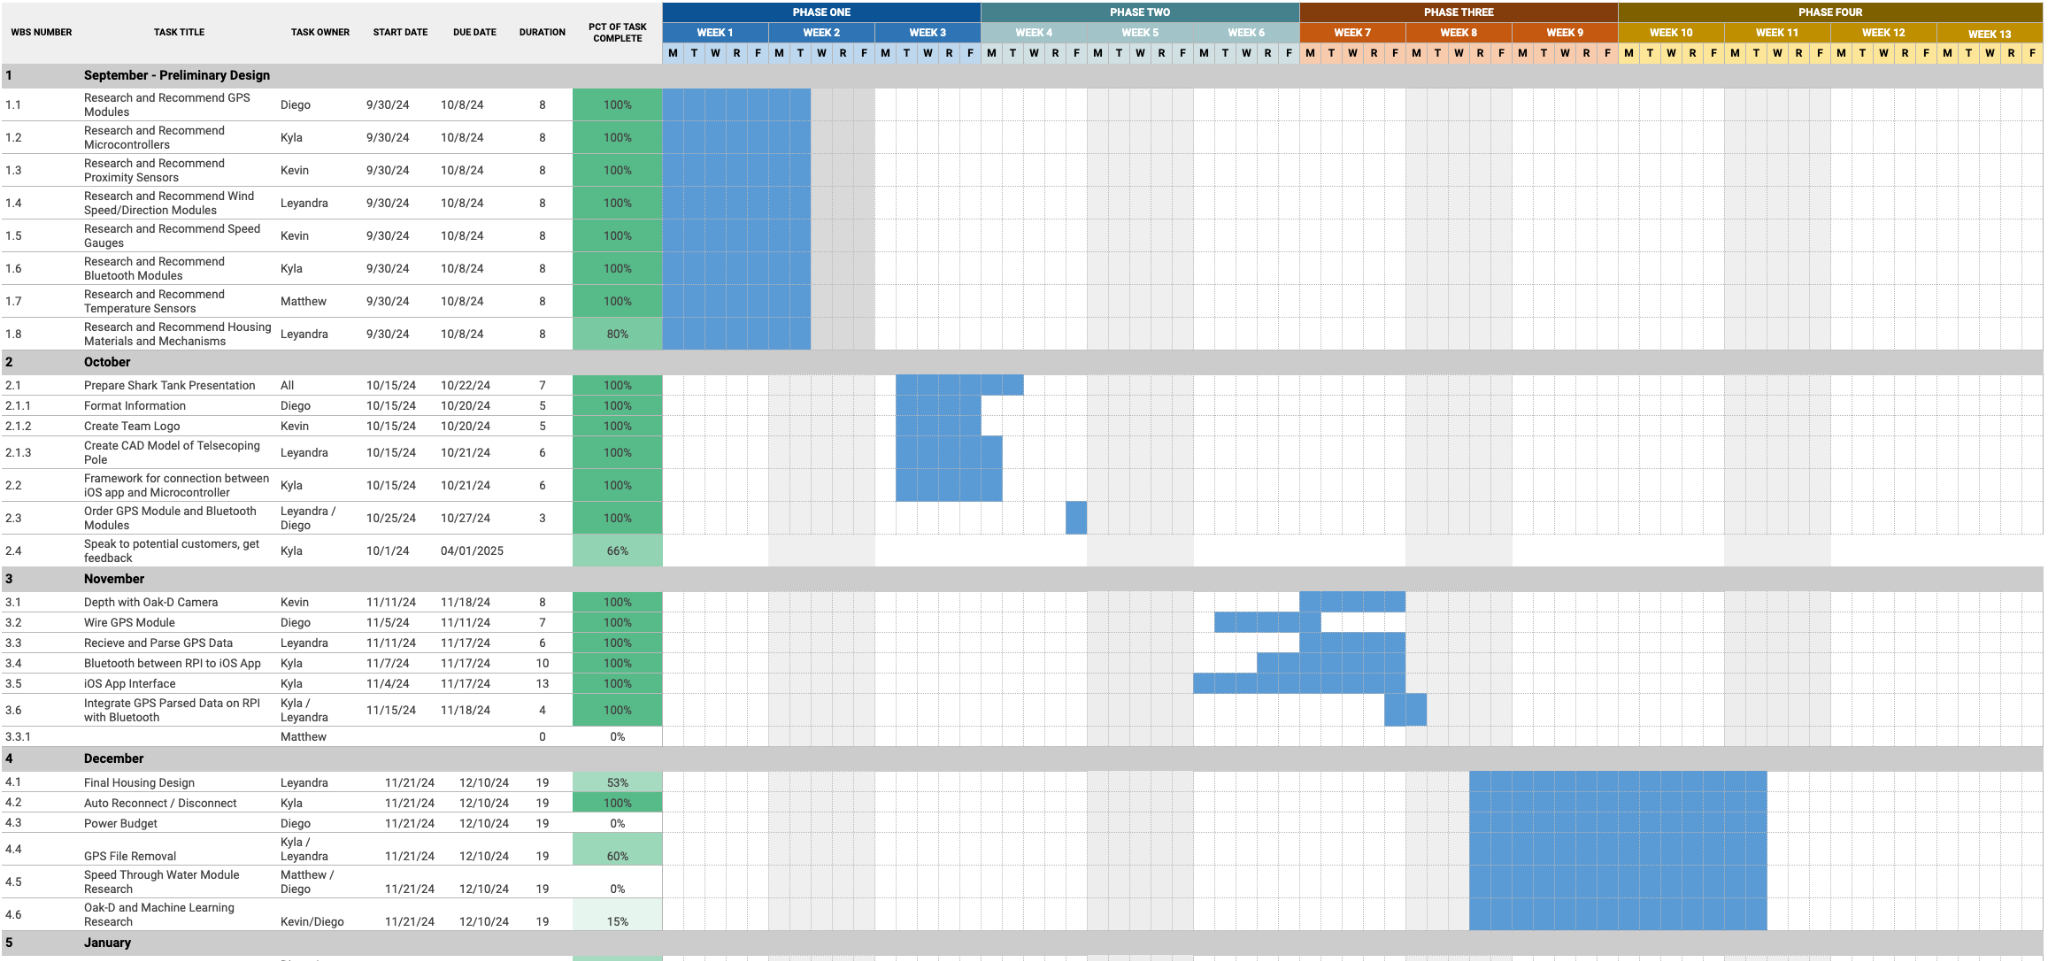 PHASE ONE PHASE TWO PHASE THREE PHASE FOUR
WBS NUMBER TASK TITLE TASK OWNER START DATE DUE DATE DURATION PCT OF TASK COMPLETE WEEK 1 WEEK 2 WEEK 3 WEEK 4 WEEK 5 WEEK 6 WEEK 7 WEEK 8 WEEK 9 WEEK 10 WEEK 11 WEEK 12 WEEK 13
M T W R F M T W R F M T W R F M T W R F M T W R F M T W R F M T W R F M T W R F M T W R F M T W R F M T W R F M T W R F M T W R F
1 September - Preliminary Design
1.1 Research and Recommend GPS Modules Diego 9/30/24 10/8/24 8 100%
1.2 Research and Recommend Microcontrollers Kyla 9/30/24 10/8/24 8 100%
1.3 Research and Recommend Proximity Sensors Kevin 9/30/24 10/8/24 8 100%
1.4 Research and Recommend Wind Speed/Direction Modules Leyandra 9/30/24 10/8/24 8 100%
1.5 Research and Recommend Speed Gauges Kevin 9/30/24 10/8/24 8 100%
1.6 Research and Recommend Bluetooth Modules Kyla 9/30/24 10/8/24 8 100%
1.7 Research and Recommend Temperature Sensors Matthew 9/30/24 10/8/24 8 100%
1.8 Research and Recommend Housing Materials and Mechanisms Leyandra 9/30/24 10/8/24 8 80%
2 October
2.1 Prepare Shark Tank Presentation All 10/15/24 10/22/24 7 100%
2.1.1 Format Information Diego 10/15/24 10/20/24 5 100%
2.1.2 Create Team Logo Kevin 10/15/24 10/20/24 5 100%
2.1.3 Create CAD Model of Telsecoping Pole Leyandra 10/15/24 10/21/24 6 100%
2.2 Framework for connection between iOS app and Microcontroller Kyla 10/15/24 10/21/24 6 100%
2.3 Order GPS Module and Bluetooth Modules Leyandra / Diego 10/25/24 10/27/24 3 100%
2.4 Speak to potential customers, get feedback Kyla 10/1/24 04/01/2025 66%
3 November
3.1 Depth with Oak-D Camera Kevin 11/11/24 11/18/24 8 100%
3.2 Wire GPS Module Diego 11/5/24 11/11/24 7 100%
3.3 Recieve and Parse GPS Data Leyandra 11/11/24 11/17/24 6 100%
3.4 Bluetooth between RPI to iOS App Kyla 11/7/24 11/17/24 10 100%
3.5 iOS App Interface Kyla 11/4/24 11/17/24 13 100%
3.6 Integrate GPS Parsed Data on RPI with Bluetooth Kyla / Leyandra 11/15/24 11/18/24 4 100%
3.3.1 Matthew 0 0%
4 December
4.1 Final Housing Design Leyandra 11/21/24 12/10/24 19 53%
4.2 Auto Reconnect / Disconnect Kyla 11/21/24 12/10/24 19 100%
4.3 Power Budget Diego 11/21/24 12/10/24 19 0%
4.4 GPS File Removal Kyla / Leyandra 11/21/24 12/10/24 19 60%
4.5 Speed Through Water Module Research Matthew / Diego 11/21/24 12/10/24 19 0%
4.6 Oak-D and Machine Learning Research Kevin/Diego 11/21/24 12/10/24 19 15%
5 January